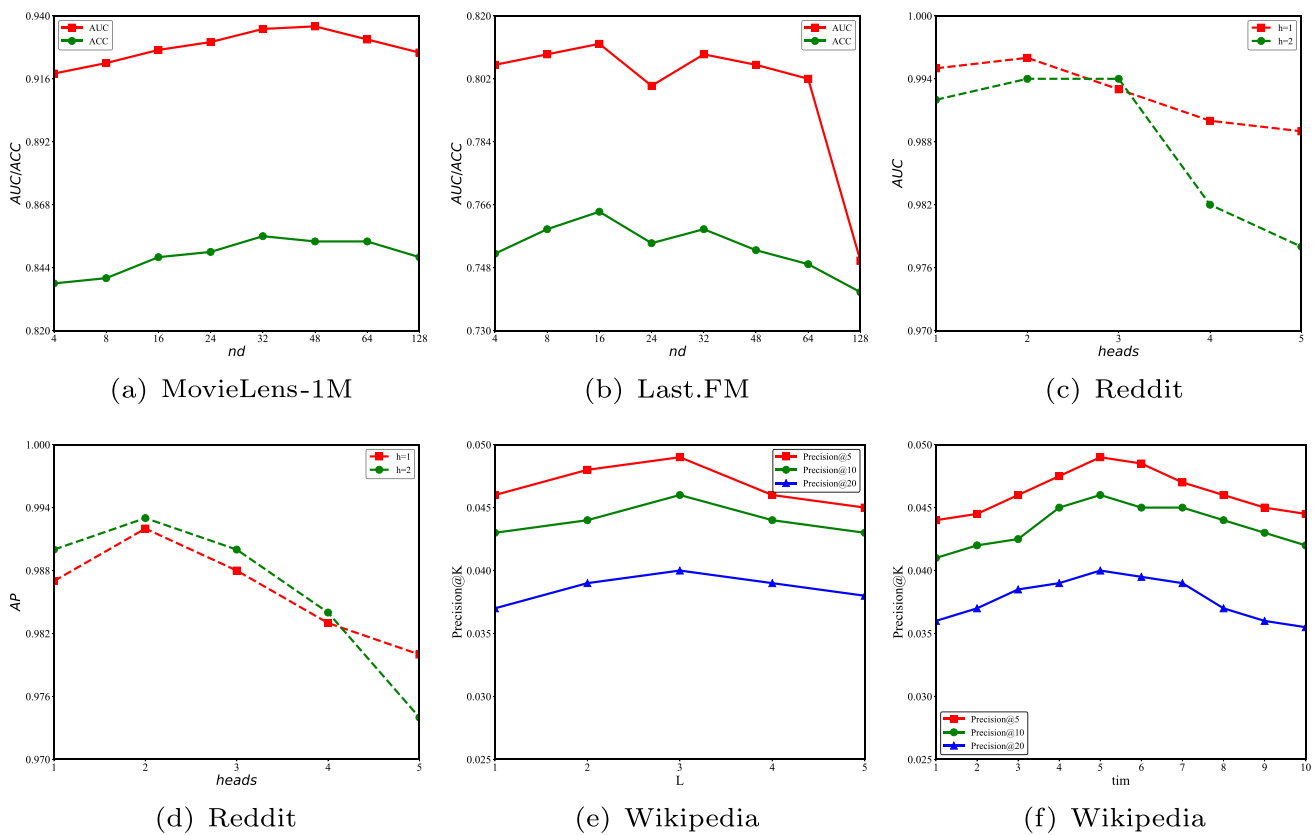 0.940
0.916
0.892
0.868
0.844
0.820
AUC/ACC
AUC
ACC
4 8 16 24 32 48 64 128
nd
(a) MovieLens-1M
0.820
0.802
0.784
0.766
0.748
0.730
AUC/ACC
AUC
ACC
4 8 16 24 32 48 64 128
nd
(b) Last.FM
1.000
0.994
0.988
0.982
0.976
0.970
AUC
h=1
h=2
1 2 3 4 5
heads
(c) Reddit
1.000
0.994
0.988
0.982
0.976
0.970
AP
h=1
h=2
1 2 3 4 5
heads
(d) Reddit
0.050
0.045
0.040
0.035
0.030
0.025
Precision@K
Precision@5
Precision@10
Precision@20
1 2 3 4 5
L
(e) Wikipedia
0.050
0.045
0.040
0.035
0.030
0.025
Precision@K
Precision@5
Precision@10
Precision@20
1 2 3 4 5 6 7 8 9 10
tim
(f) Wikipedia